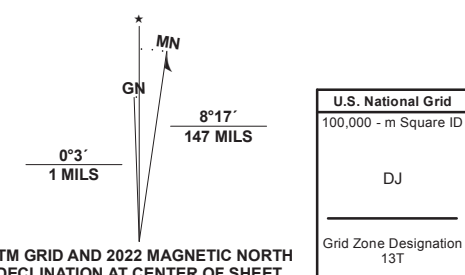 ★
MN
GN
8°17´
147 MILS
0°3´
1 MILS
TM GRID AND 2022 MAGNETIC NORTH
DECLINATION AT CENTER OF SHEET
U.S. National Grid
100,000 - m Square ID
DJ
Grid Zone Designation
13T